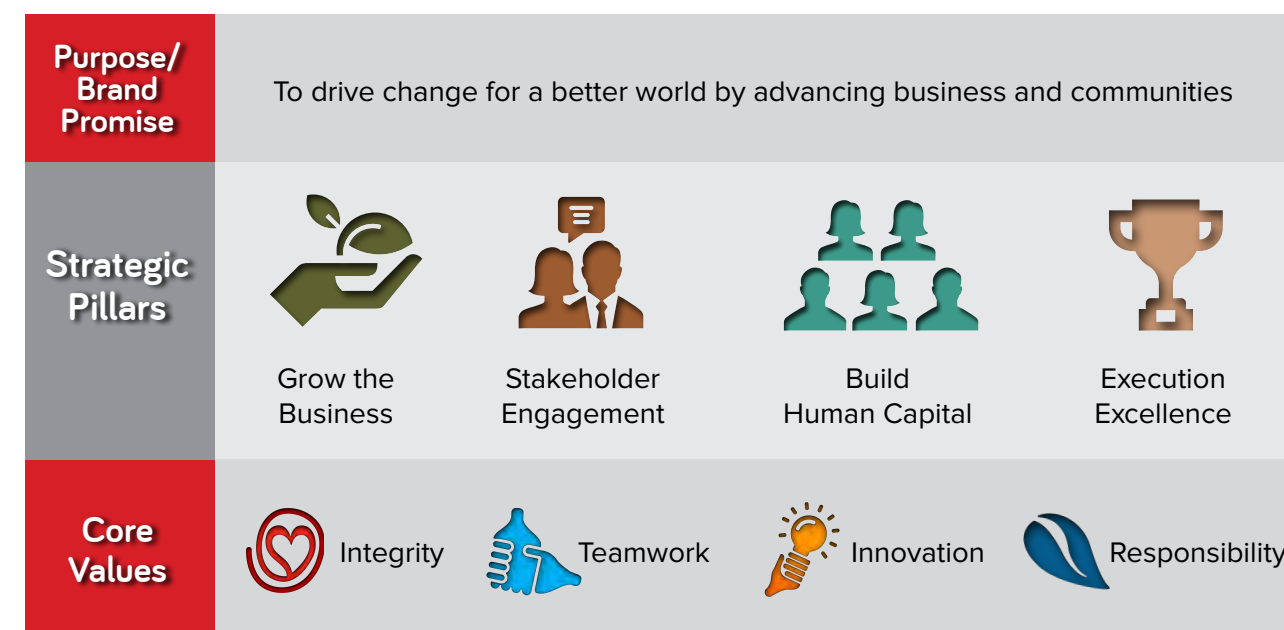 Purpose/
Brand
Promise
To drive change for a better world by advancing business and communities
Strategic
Pillars
Grow the
Business
Stakeholder
Engagement
Build
Human Capital
Execution
Excellence
Core
Values
Integrity
Teamwork
Innovation
Responsibility